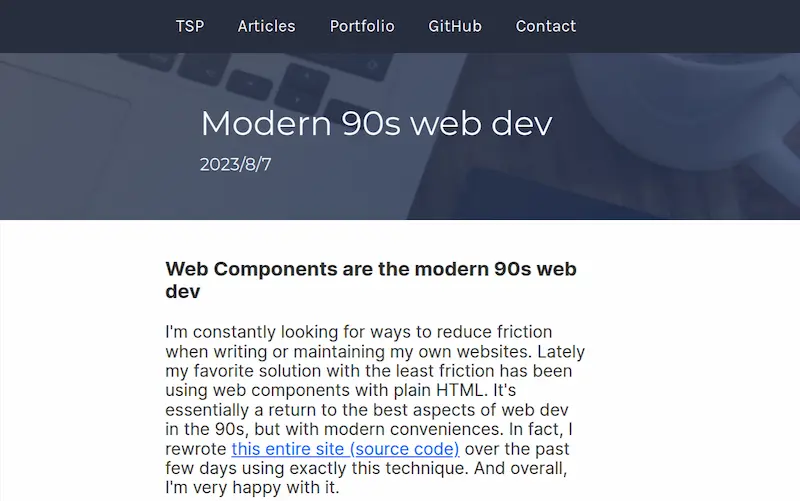 TSP Articles Portfolio GitHub Contact
Modern 90s web dev
2023/8/7
Web Components are the modern 90s web
dev
I'm constantly looking for ways to reduce friction
when writing or maintaining my own websites. Lately
my favorite solution with the least friction has been
using web components with plain HTML. It's
essentially a return to the best aspects of web dev
in the 90s, but with modern conveniences. In fact, I
rewrote this entire site (source code) over the past
few days using exactly this technique. And overall,
I'm very happy with it.